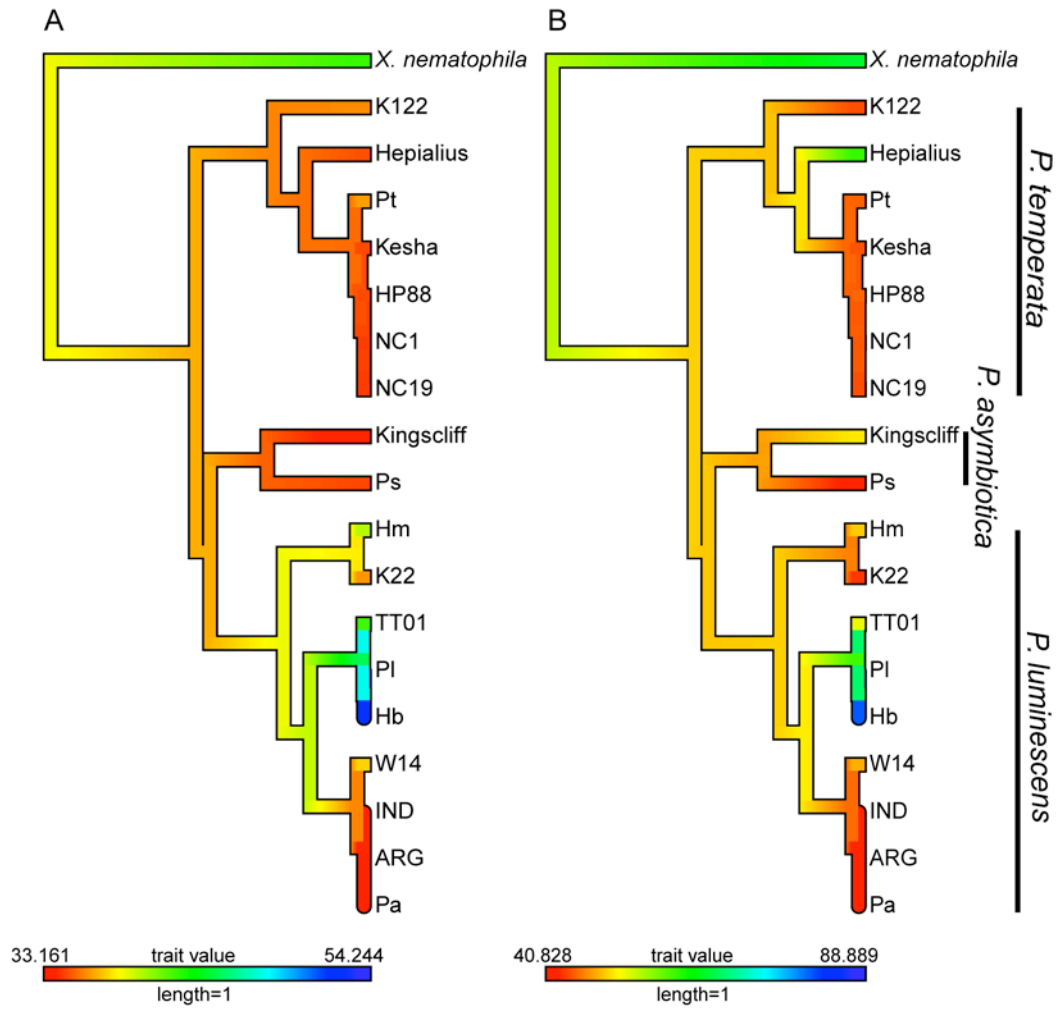 A
X. nematophila
K122
Hepialius
Pt
Kesha
HP88
NC1
NC19
Kingscliff
Ps
Hm
K22
TT01
Pl
Hb
W14
IND
ARG
Pa
33.161 trait value 54.244
length=1
B
X. nematophila
K122
Hepialius
Pt
Kesha
HP88
NC1
NC19
Kingscliff
Ps
Hm
K22
TT01
Pl
Hb
W14
IND
ARG
Pa
P. temperata
P. asymbiotica
P. luminescens
40.828 trait value 88.889
length=1